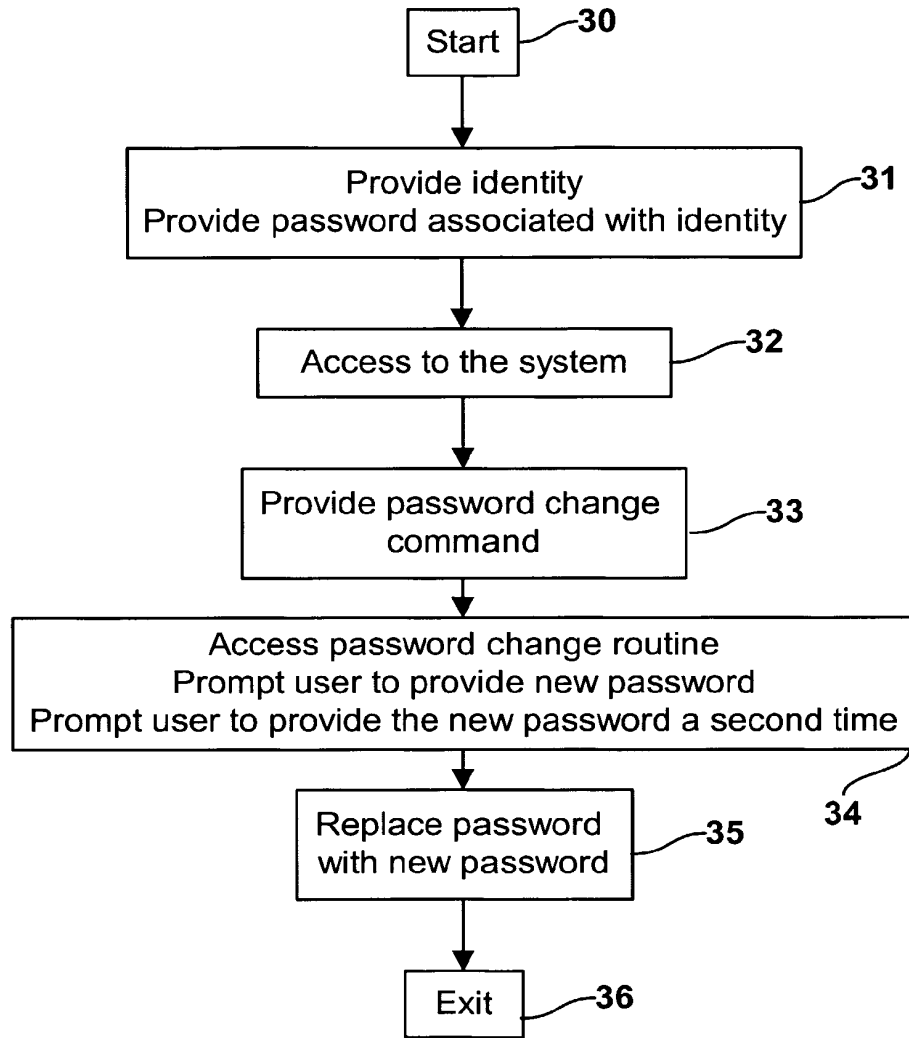 Start
30
Provide identity
Provide password associated with identity
31
Access to the system
32
Provide password change
command
33
Access password change routine
Prompt user to provide new password
Prompt user to provide the new password a second time
34
Replace password
with new password
35
Exit
36